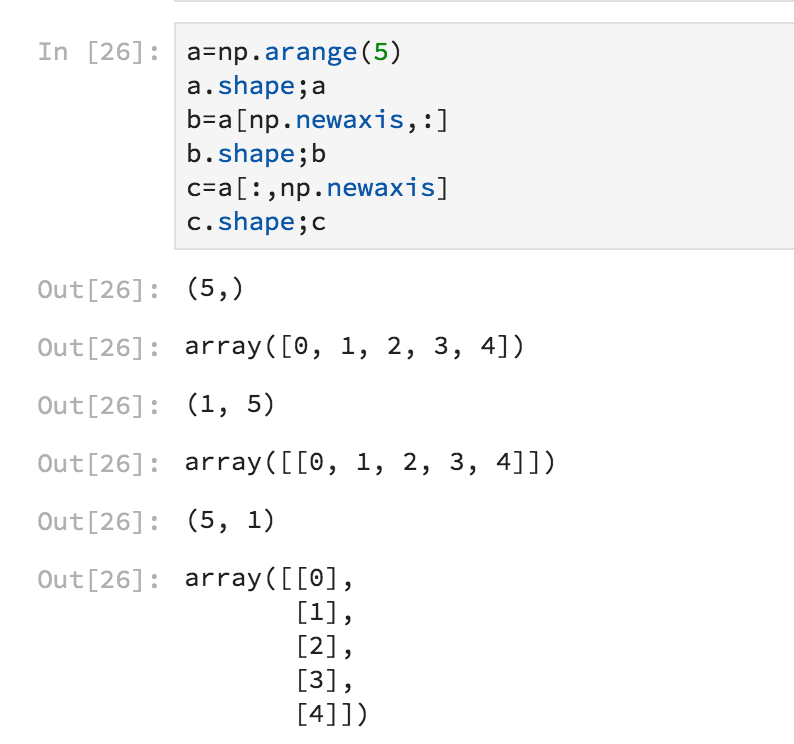 In [26]: a=np.arange(5)
a.shape;a
b=a[np.newaxis,:]
b.shape;b
c=a[:,np.newaxis]
c.shape;c
Out[26]: (5,)
Out[26]: array([0, 1, 2, 3, 4])
Out[26]: (1, 5)
Out[26]: array([[0, 1, 2, 3, 4]])
Out[26]: (5, 1)
Out[26]: array([[0],
[1],
[2],
[3],
[4]])